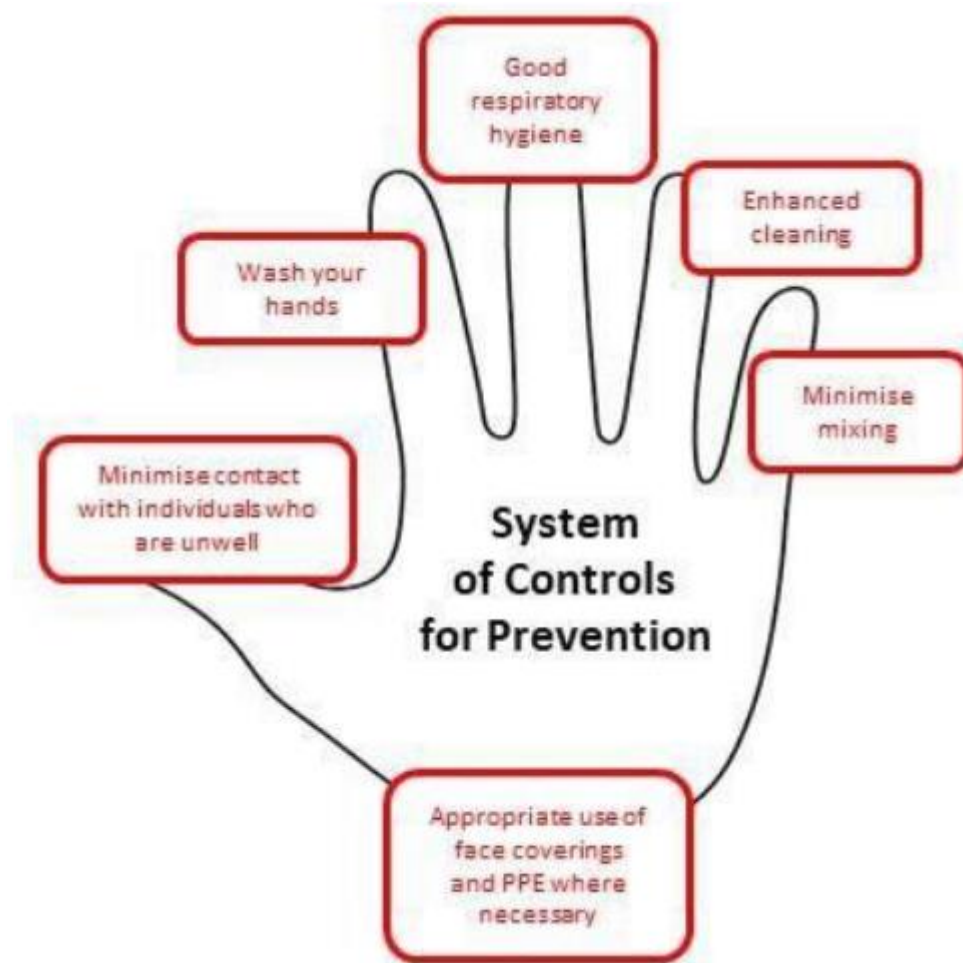 Good
respiratory
hygiene
Enhanced
cleaning
Wash your
hands
Minimise
mixing
Minimise contact
with individuals who
are unwell
System
of Controls
for Prevention
Appropriate use of
face coverings
and PPE where
necessary